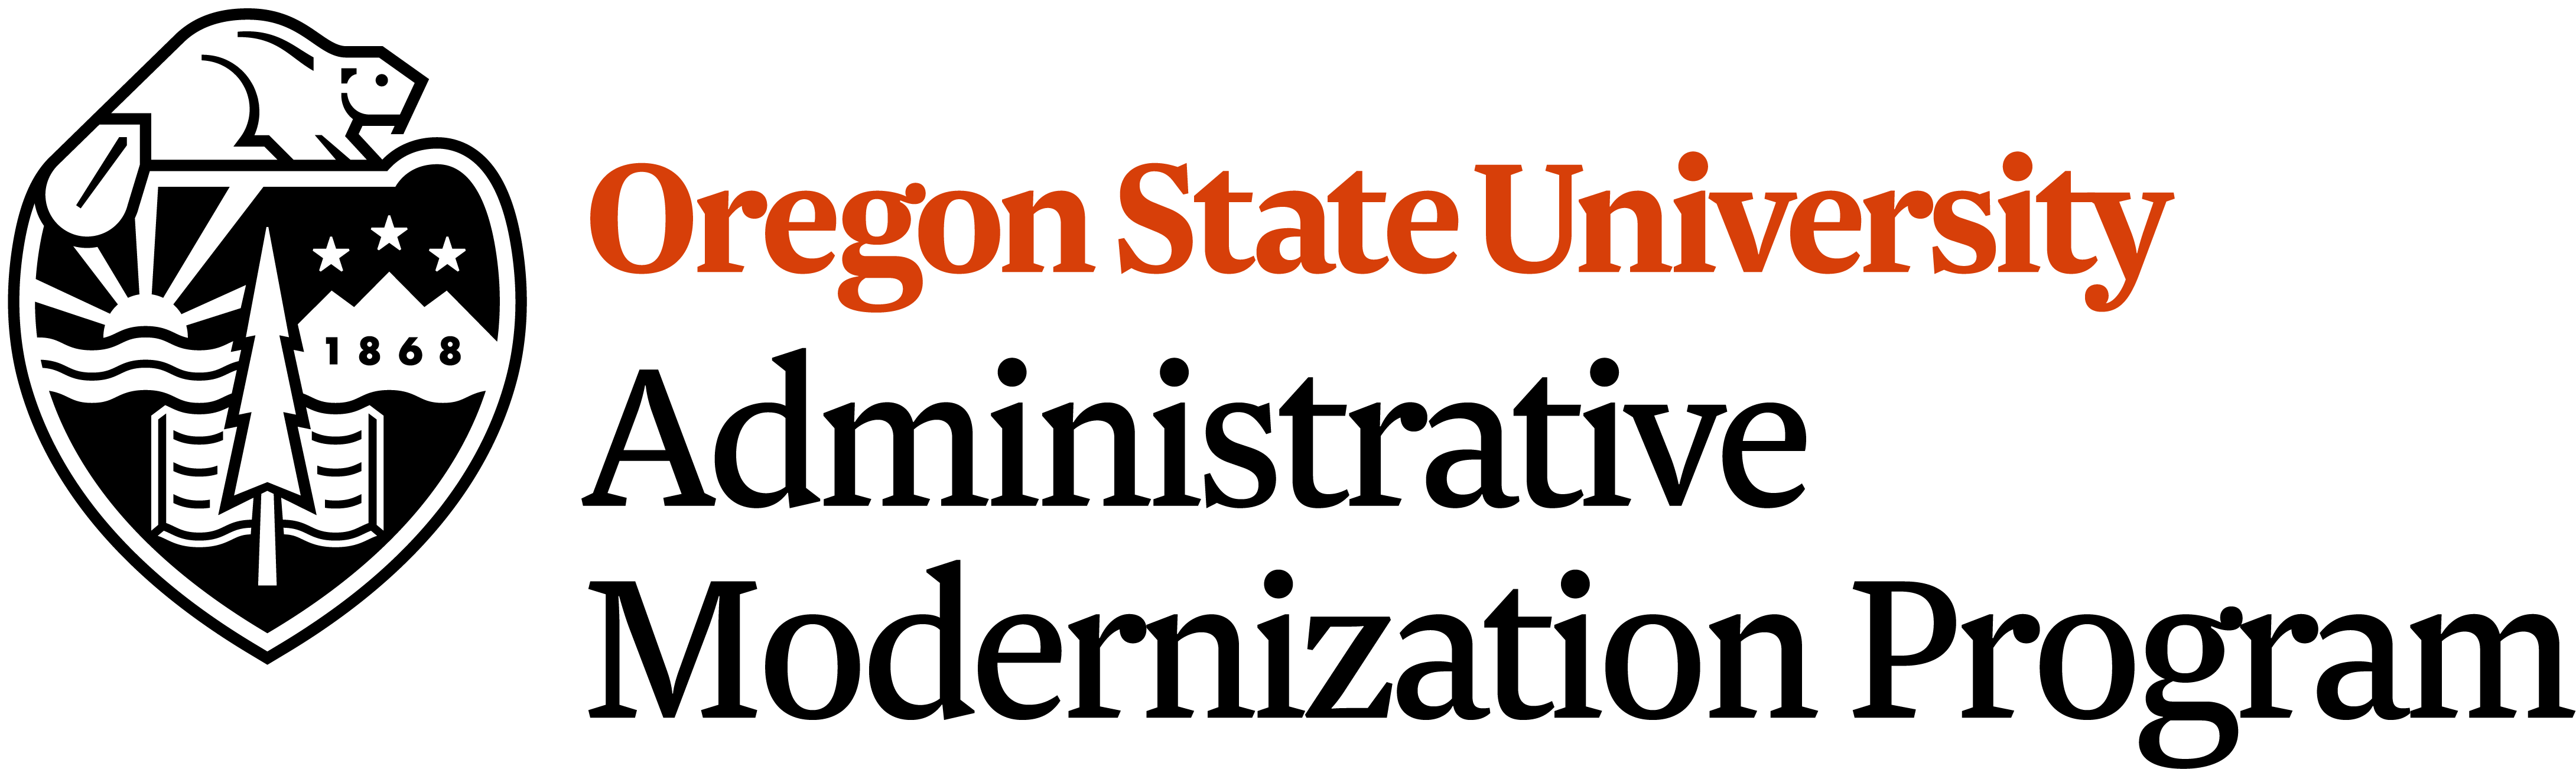 1868
Oregon State University
Administrative
Modernization Program